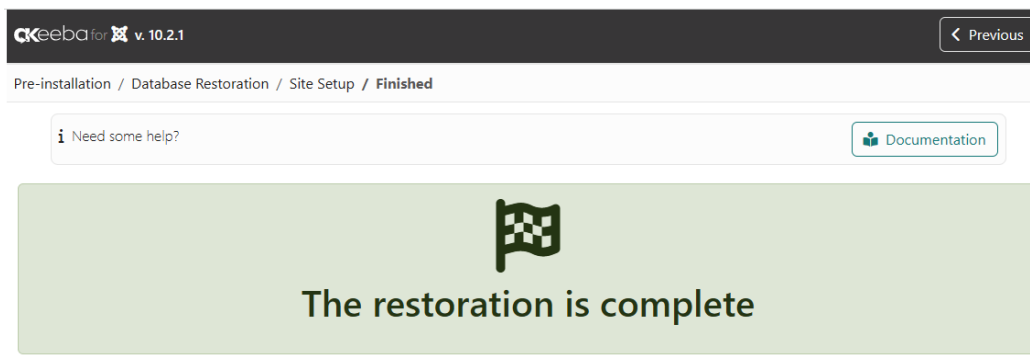 akeeba for v. 10.2.1
Previous
Pre-installation / Database Restoration / Site Setup / Finished
Need some help?
Documentation
The restoration is complete